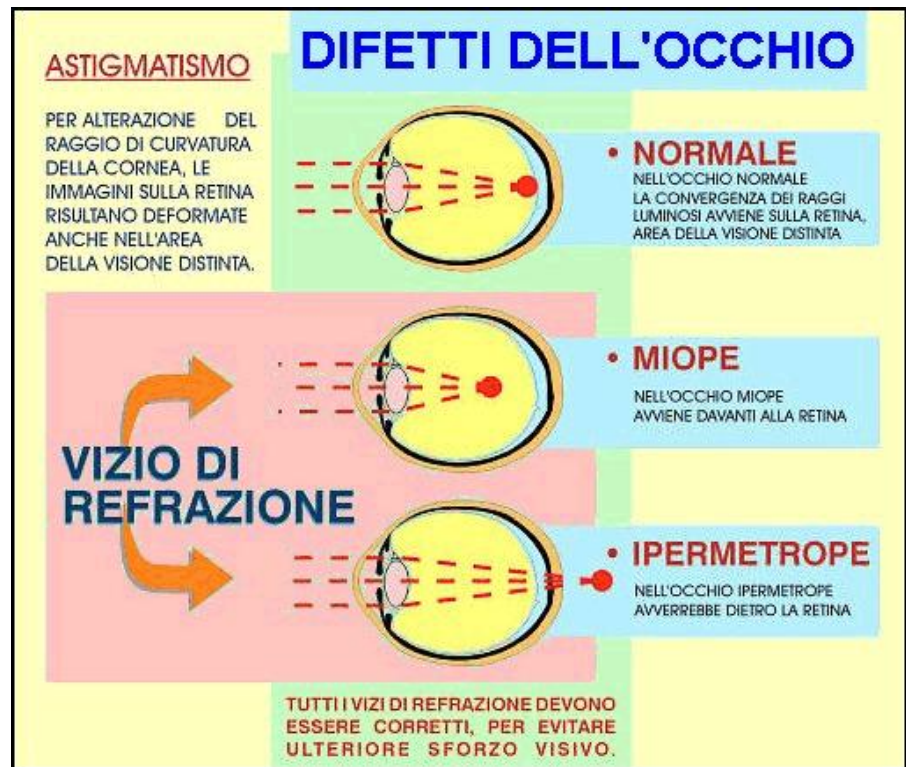 DIFETTI DELL'OCCHIO
ASTIGMATISMO
PER ALTERAZIONE DEL
RAGGIO DI CURVATURA
DELLA CORNEA, LE
IMMAGINI SULLA RETINA
RISULTANO DEFORMATE
ANCHE NELL'AREA
DELLA VISIONE DISTINTA.
• NORMALE
NELL'OCCHIO NORMALE
LA CONVERGENZA DEI RAGGI
LUMINOSI AVVIENE SULLA RETINA,
AREA DELLA VISIONE DISTINTA
VIZIO DI
REFRAZIONE
• MIOPE
NELL'OCCHIO MIOPE
AVVIENE DAVANTI ALLA RETINA
• IPERMETROPE
NELL'OCCHIO IPERMETROPE
AVVERREBBE DIETRO LA RETINA
TUTTI I VIZI DI REFRAZIONE DEVONO
ESSERE CORRETTI, PER EVITARE
ULTERIORE SFORZO VISIVO.